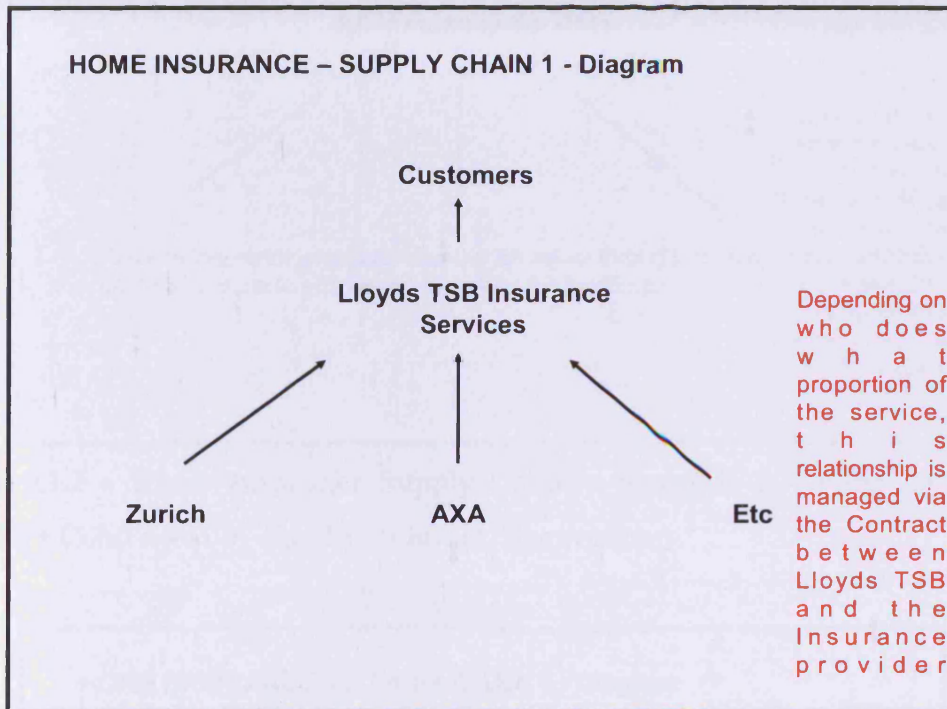 HOME INSURANCE – SUPPLY CHAIN 1 - Diagram
Customers
Lloyds TSB Insurance
Services
Zurich AXA Etc
Depending on
who does
what
proportion of
the service,
this
relationship is
managed via
the Contract
between
Lloyds TSB
and the
Insurance
provider